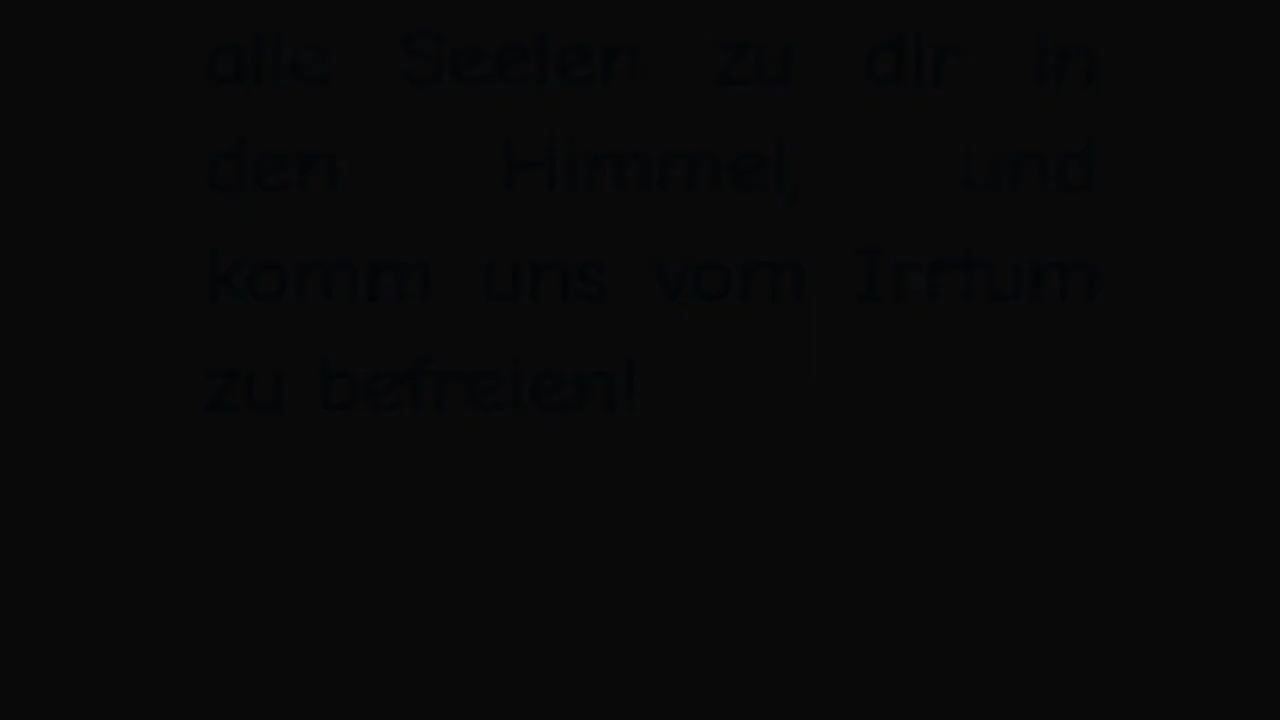 alle Seelen zu dir in
den Himmel, und
komm uns vom Irrtum
zu befreien!